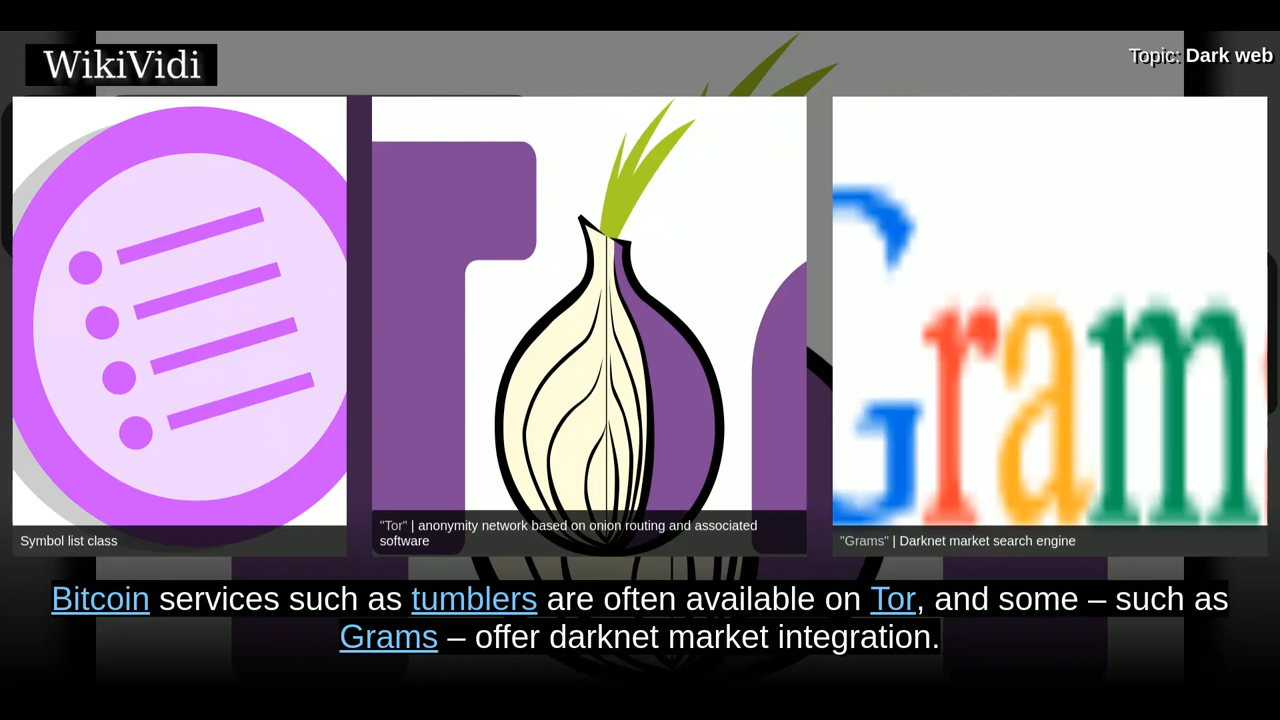 WikiVidi
Topic: Dark web
Gram
Symbol list class
"Tor" | anonymity network based on onion routing and associated
software
"Grams" | Darknet market search engine
Bitcoin services such as tumblers are often available on Tor, and some – such as
Grams – offer darknet market integration.